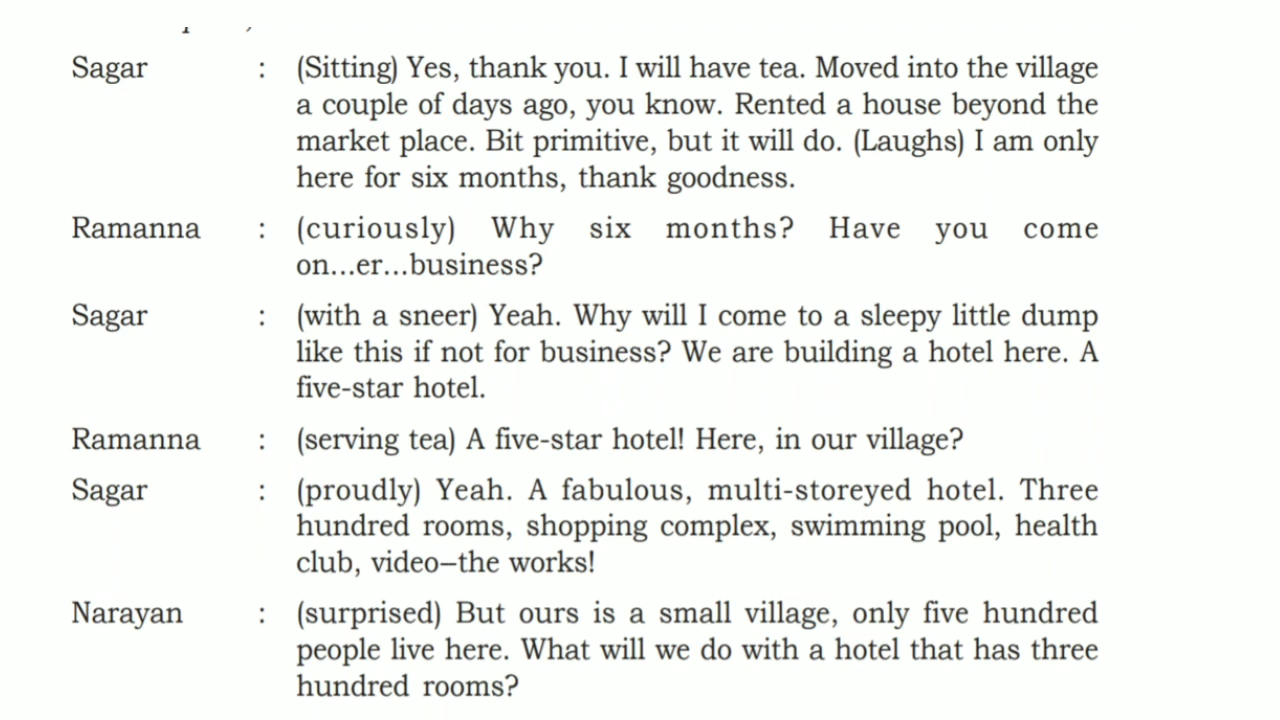 Sagar : (Sitting) Yes, thank you. I will have tea. Moved into the village
a couple of days ago, you know. Rented a house beyond the
market place. Bit primitive, but it will do. (Laughs) I am only
here for six months, thank goodness.
Ramanna : (curiously) Why six months? Have you come
on...er...business?
Sagar : (with a sneer) Yeah. Why will I come to a sleepy little dump
like this if not for business? We are building a hotel here. A
five-star hotel.
Ramanna : (serving tea) A five-star hotel! Here, in our village?
Sagar : (proudly) Yeah. A fabulous, multi-storeyed hotel. Three
hundred rooms, shopping complex, swimming pool, health
club, video–the works!
Narayan : (surprised) But ours is a small village, only five hundred
people live here. What will we do with a hotel that has three
hundred rooms?